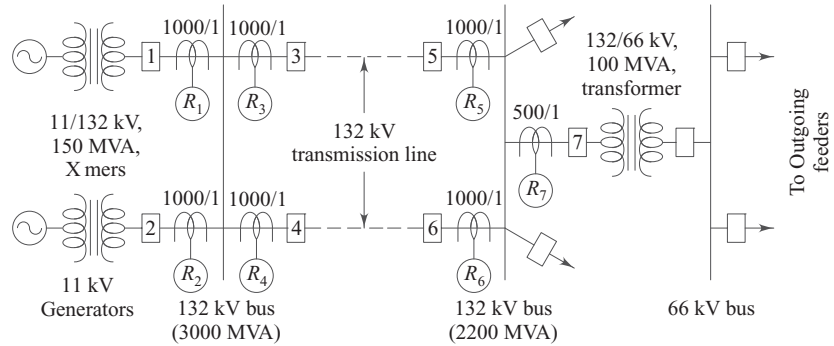 1000/1
1000/1
1000/1
132/66 kV,
100 MVA,
transformer
1
3
5
R1
R3
R5
500/1
11/132 kV,
150 MVA,
X mers
132 kV
transmission line
7
R7
To Outgoing
feeders
1000/1
1000/1
1000/1
2
4
6
R2
R4
R6
11 kV
Generators
132 kV bus
(3000 MVA)
132 kV bus
(2200 MVA)
66 kV bus